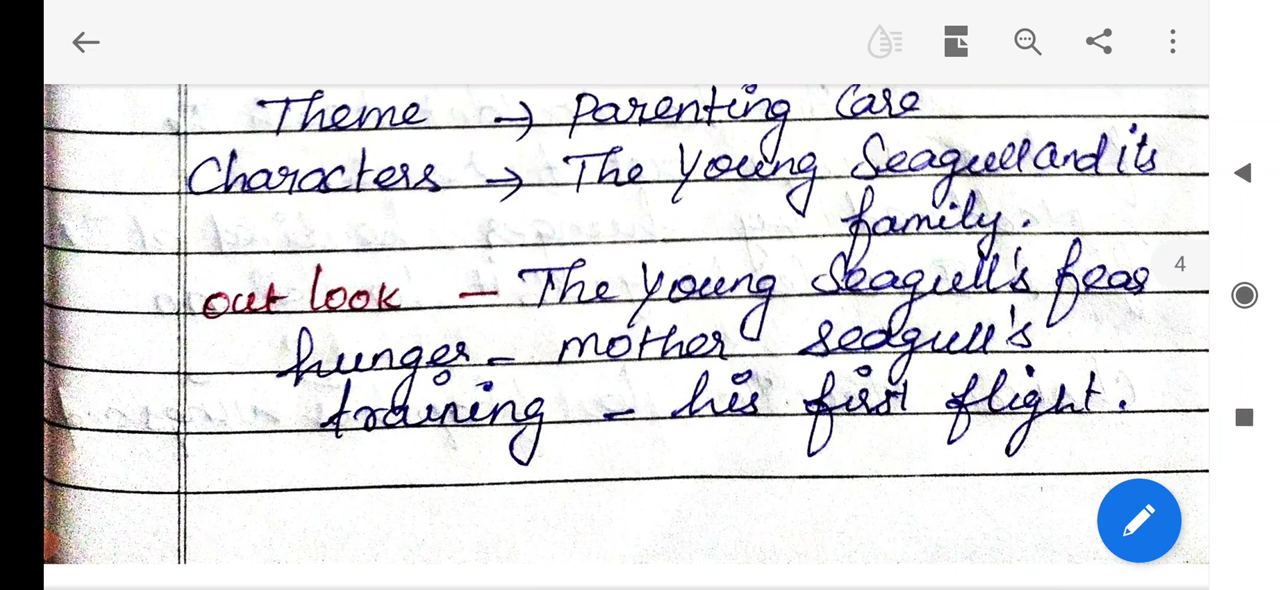 Theme → Parenting Care
Characters → The Young Seagull and its
family.
out look – The Young Seagull's fear
hunger – mother seagull's
training – his first flight.
4